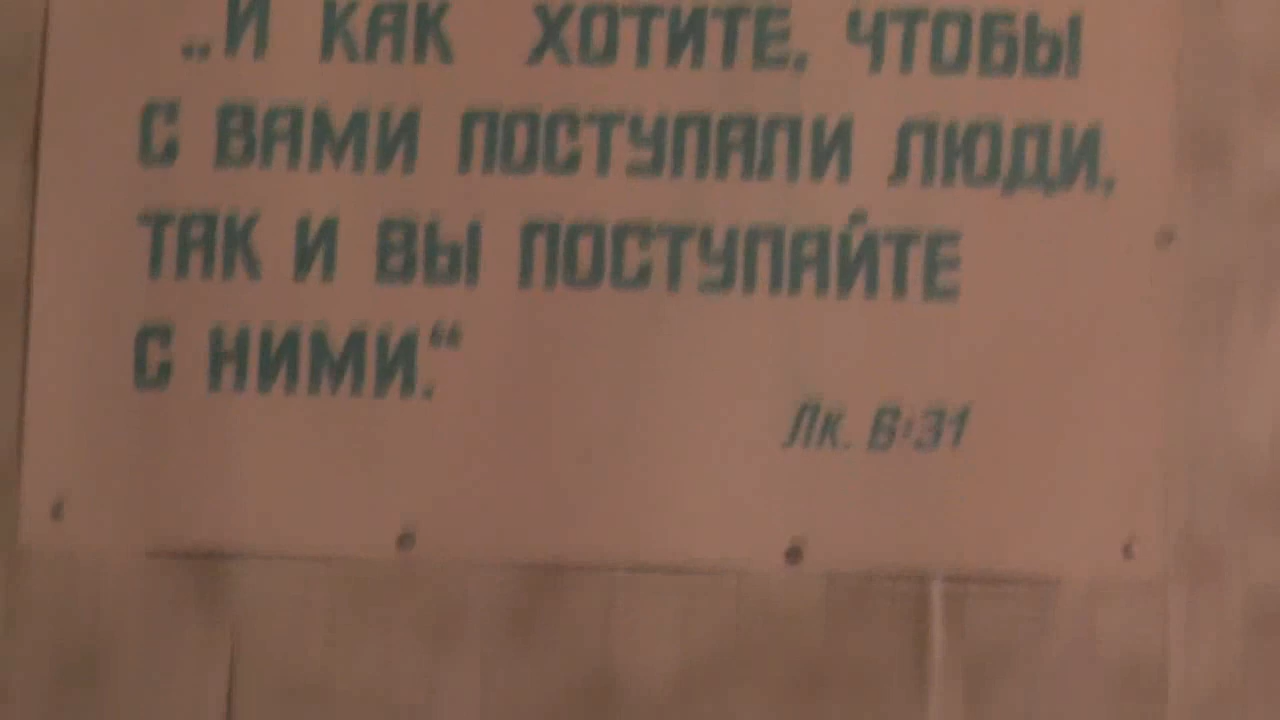 „И КАК ХОТИТЕ, ЧТОБЫ
С ВАМИ ПОСТУПАЛИ ЛЮДИ,
ТАК И ВЫ ПОСТУПАЙТЕ
С НИМИ.“
Лк. 6:31